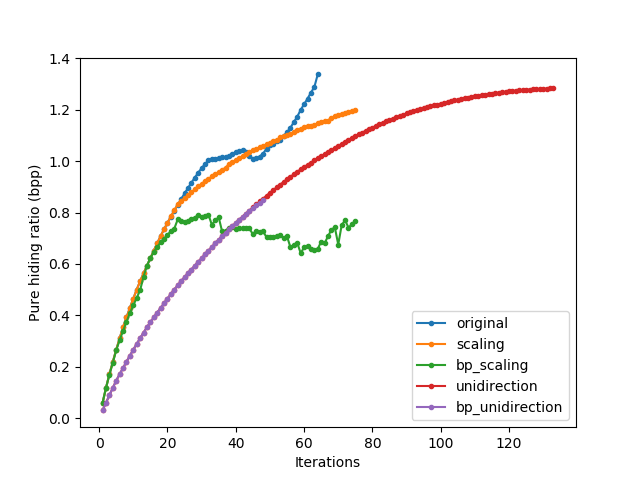 1.4
1.2
1.0
0.8
0.6
0.4
0.2
0.0
Pure hiding ratio (bpp)
original
scaling
bp_scaling
unidirection
bp_unidirection
0 20 40 60 80 100 120
Iterations